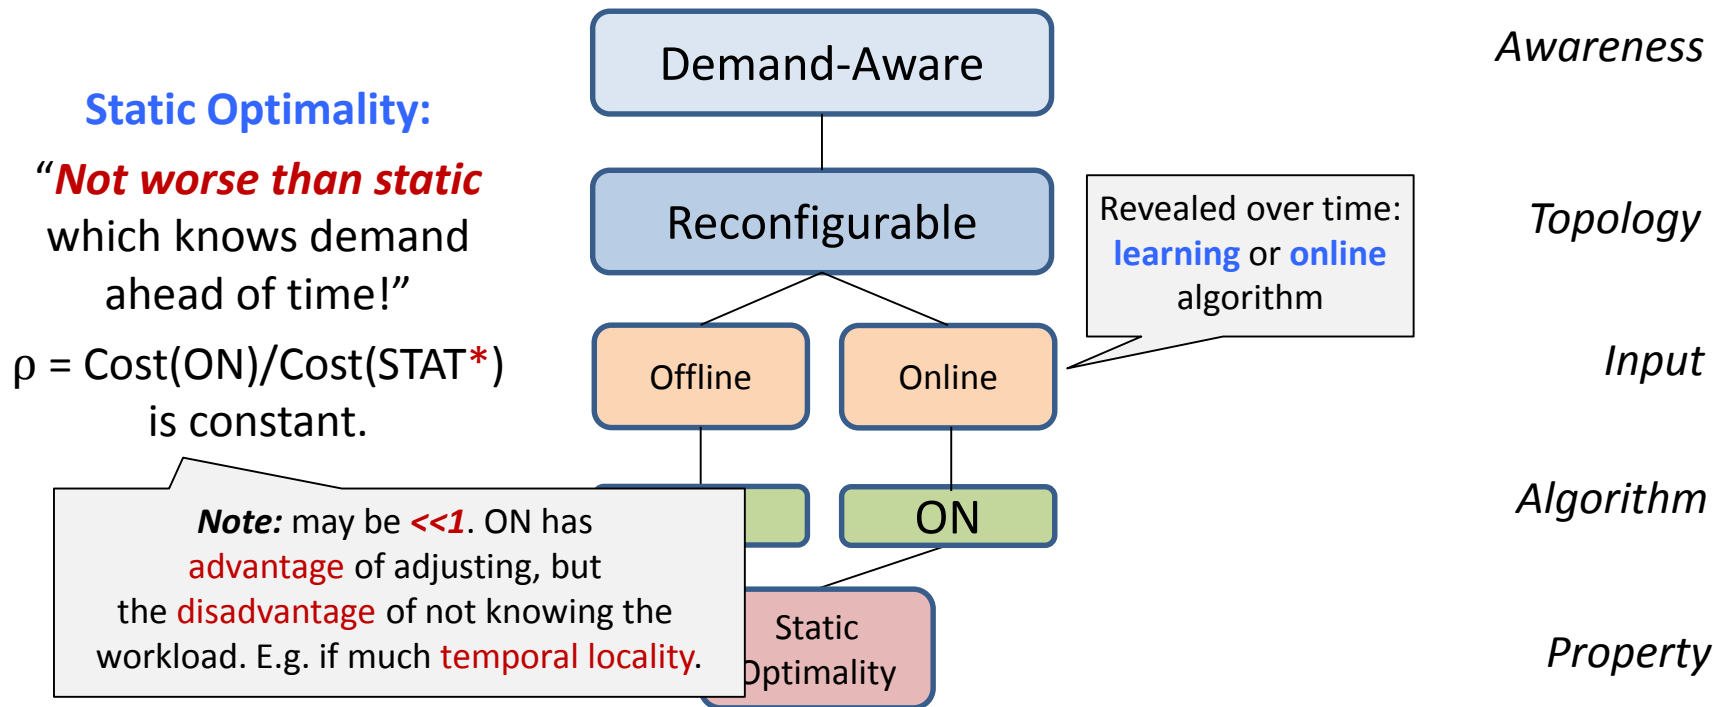 Demand-Aware
Awareness
Static Optimality:
“Not worse than static
which knows demand
ahead of time!”
ρ = Cost(ON)/Cost(STAT*)
is constant.
Reconfigurable
Revealed over time:
learning or online
algorithm
Topology
Offline
Online
Input
Note: may be <<1. ON has
advantage of adjusting, but
the disadvantage of not knowing the
workload. E.g. if much temporal locality.
ON
Algorithm
Static
Optimality
Property